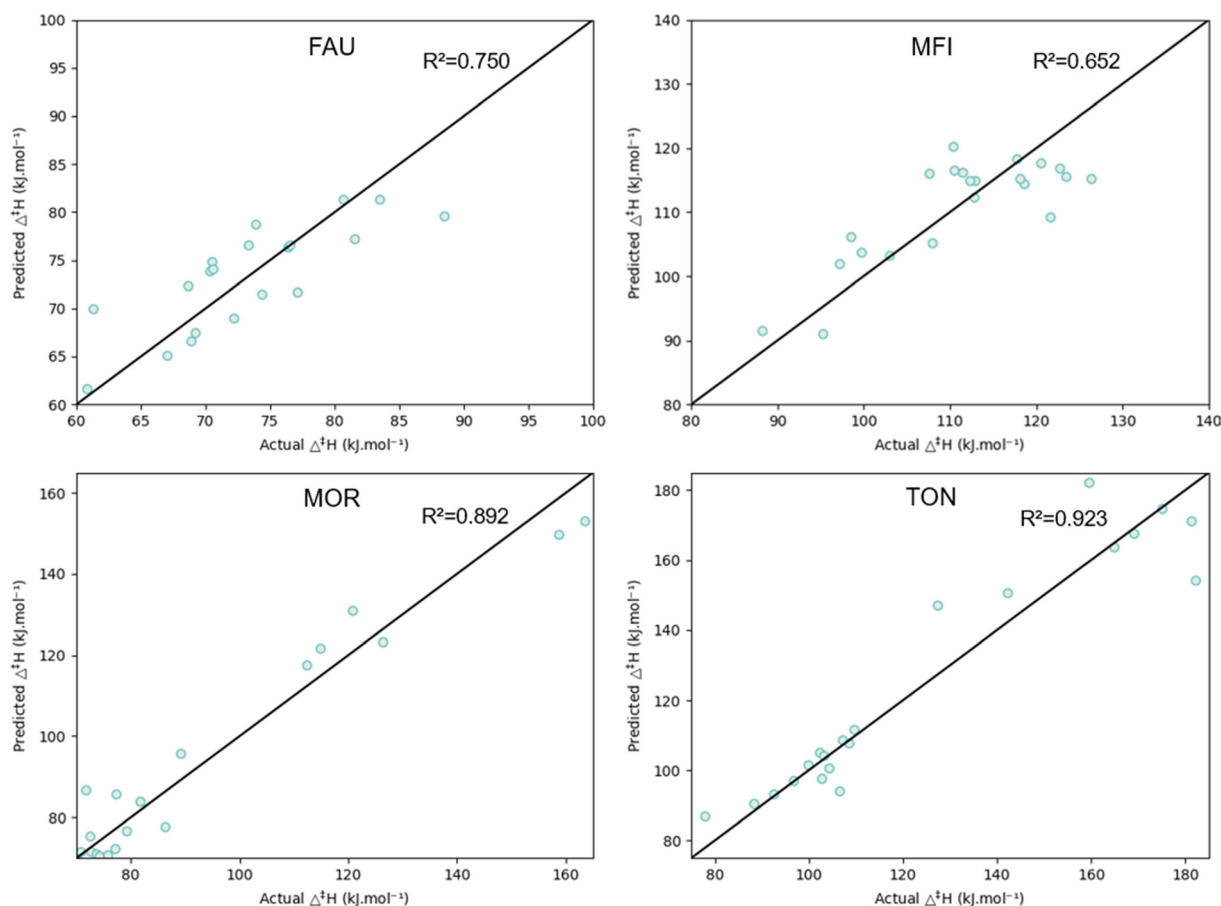 FAU
R²=0.750
100
95
90
85
80
75
70
65
60
Predicted △‡H (kJ.mol⁻¹)
60 65 70 75 80 85 90 95 100
Actual △‡H (kJ.mol⁻¹)
MFI
R²=0.652
140
130
120
110
100
90
80
Predicted △‡H (kJ.mol⁻¹)
80 90 100 110 120 130 140
Actual △‡H (kJ.mol⁻¹)
MOR
R²=0.892
160
140
120
100
80
Predicted △‡H (kJ.mol⁻¹)
80 100 120 140 160
Actual △‡H (kJ.mol⁻¹)
TON
R²=0.923
180
160
140
120
100
80
Predicted △‡H (kJ.mol⁻¹)
80 100 120 140 160 180
Actual △‡H (kJ.mol⁻¹)